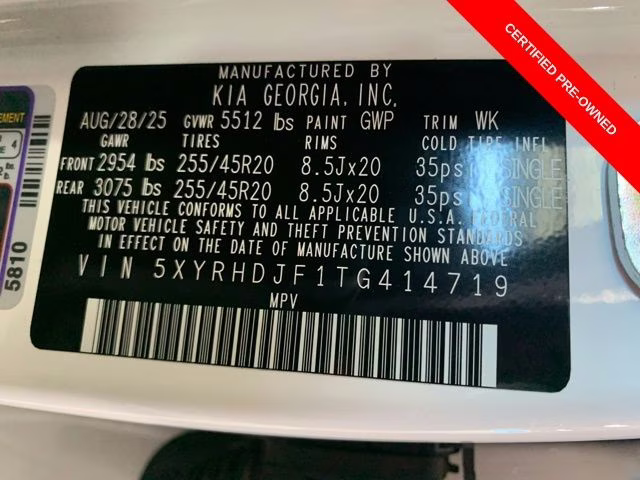 CERTIFIED PRE-OWNED
MANUFACTURED BY
KIA GEORGIA, INC.
AUG/28/25 GVWR 5512 lbs PAINT GWP TRIM WK
GAWR TIRES RIMS COLD TIRE INFL
FRONT 2954 lbs 255/45R20 8.5Jx20 35psi SINGLE
REAR 3075 lbs 255/45R20 8.5Jx20 35psi SINGLE
THIS VEHICLE CONFORMS TO ALL APPLICABLE U.S.A. FEDERAL
MOTOR VEHICLE SAFETY AND THEFT PREVENTION STANDARDS
IN EFFECT ON THE DATE OF MANUFACTURE SHOWN ABOVE
VIN 5XYRHDJF1TG414719
MPV
5810